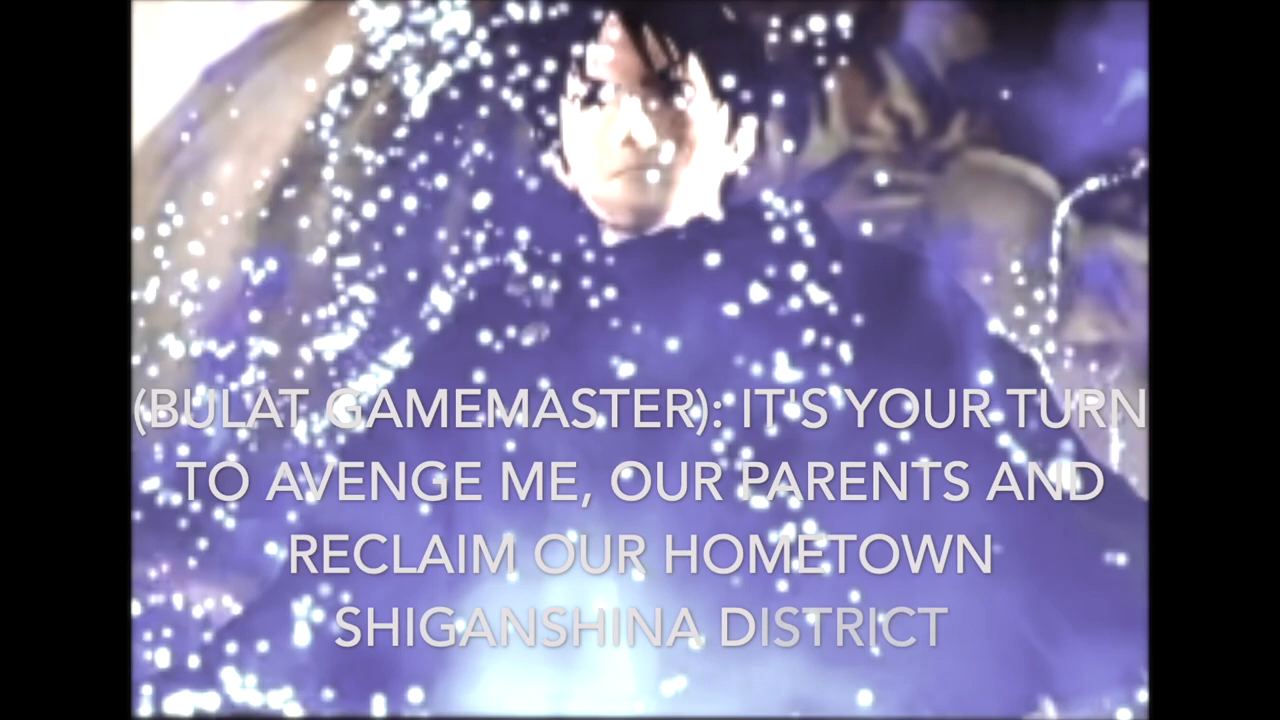 (BULAT GAMEMASTER): IT'S YOUR TURN
TO AVENGE ME, OUR PARENTS AND
RECLAIM OUR HOMETOWN
SHIGANSHINA DISTRICT